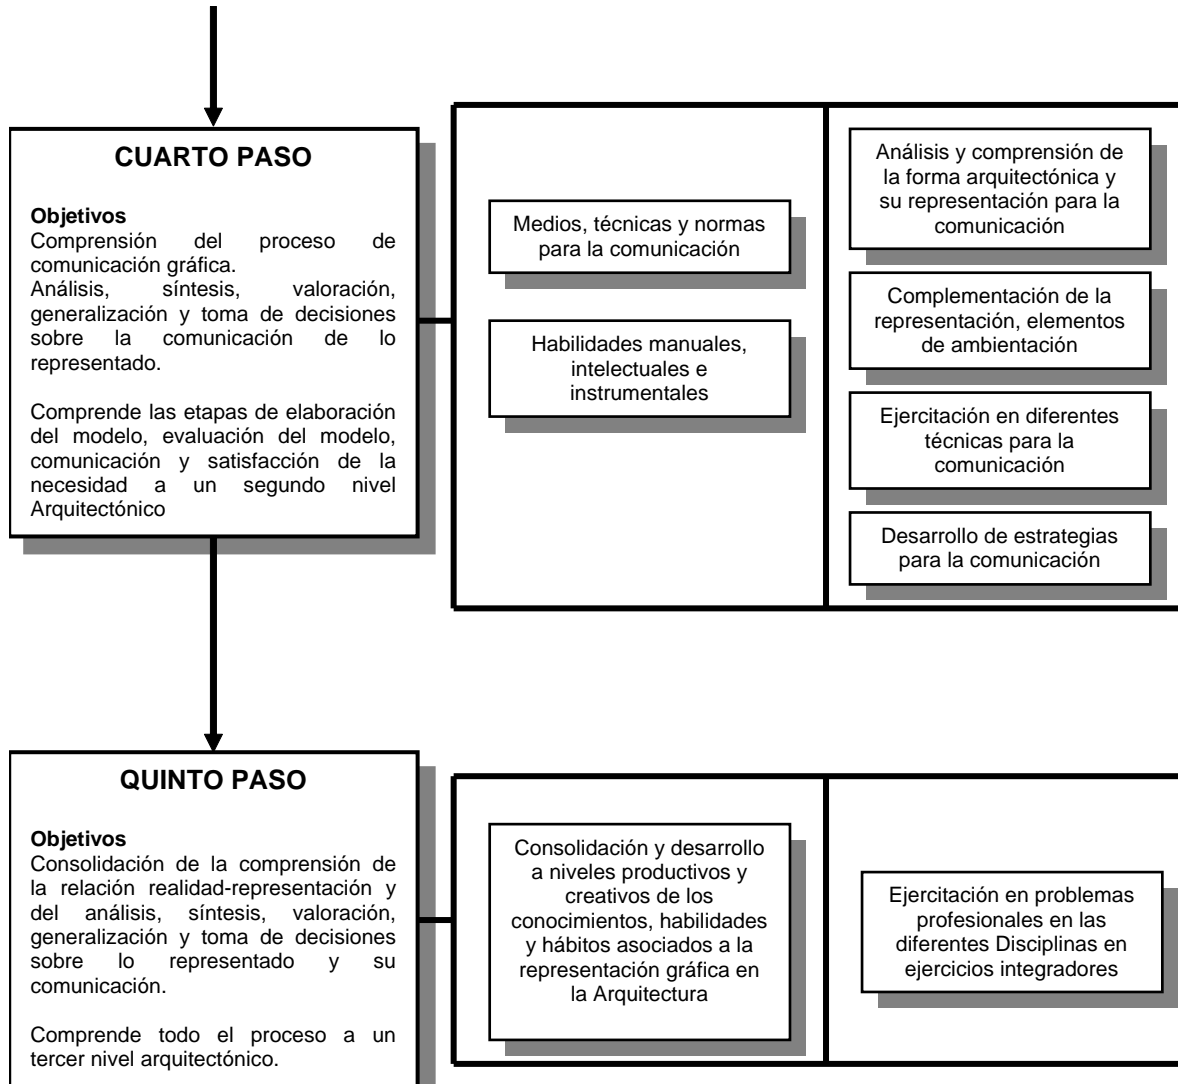 CUARTO PASO
Objetivos
Comprensión del proceso de
comunicación gráfica.
Análisis, síntesis, valoración,
generalización y toma de decisiones
sobre la comunicación de lo
representado.
Comprende las etapas de elaboración
del modelo, evaluación del modelo,
comunicación y satisfacción de la
necesidad a un segundo nivel
Arquitectónico
Medios, técnicas y normas
para la comunicación
Habilidades manuales,
intelectuales e
instrumentales
Análisis y comprensión de
la forma arquitectónica y
su representación para la
comunicación
Complementación de la
representación, elementos
de ambientación
Ejercitación en diferentes
técnicas para la
comunicación
Desarrollo de estrategias
para la comunicación
QUINTO PASO
Objetivos
Consolidación de la comprensión de
la relación realidad-representación y
del análisis, síntesis, valoración,
generalización y toma de decisiones
sobre lo representado y su
comunicación.
Comprende todo el proceso a un
tercer nivel arquitectónico.
Consolidación y desarrollo
a niveles productivos y
creativos de los
conocimientos, habilidades
y hábitos asociados a la
representación gráfica en
la Arquitectura
Ejercitación en problemas
profesionales en las
diferentes Disciplinas en
ejercicios integradores